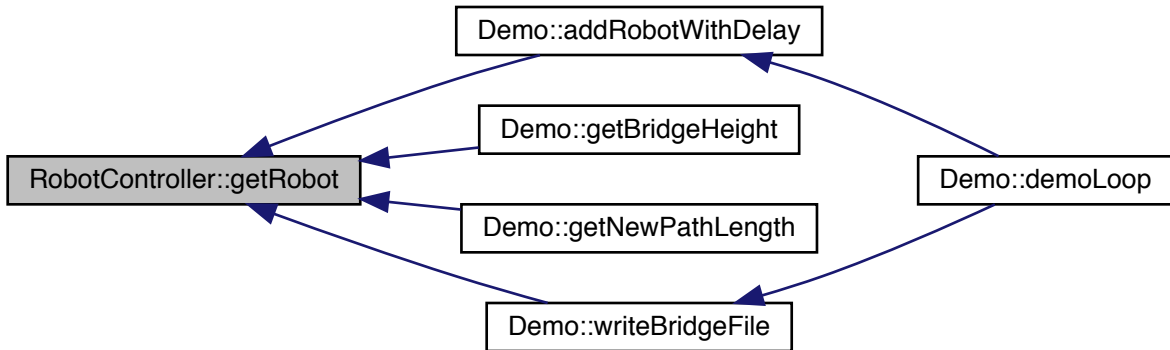 Demo::addRobotWithDelay
Demo::getBridgeHeight
RobotController::getRobot
Demo::demoLoop
Demo::getNewPathLength
Demo::writeBridgeFile